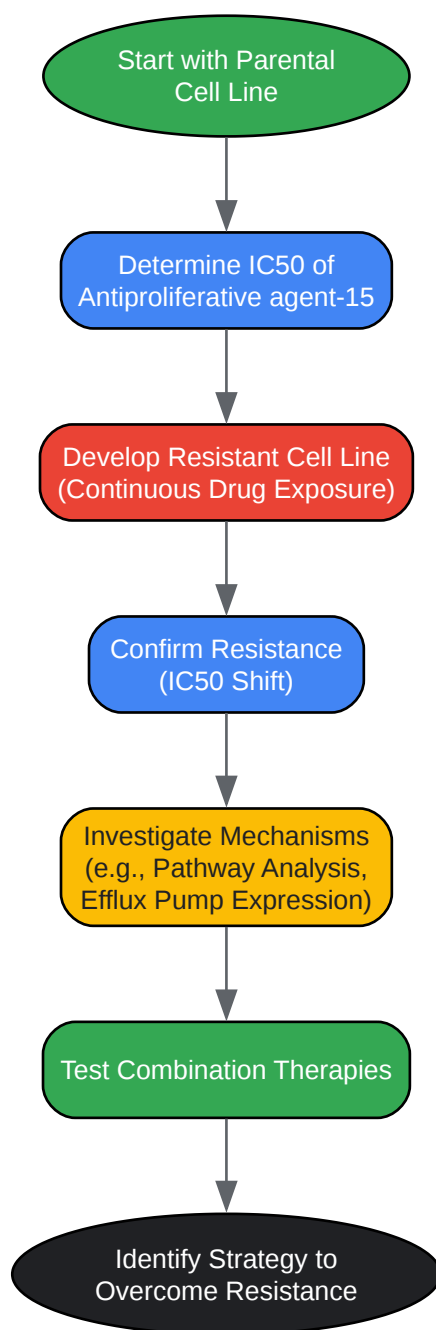 Start with Parental
Cell Line
Determine IC50 of
Antiproliferative agent-15
Develop Resistant Cell Line
(Continuous Drug Exposure)
Confirm Resistance
(IC50 Shift)
Investigate Mechanisms
(e.g., Pathway Analysis,
Efflux Pump Expression)
Test Combination Therapies
Identify Strategy to
Overcome Resistance